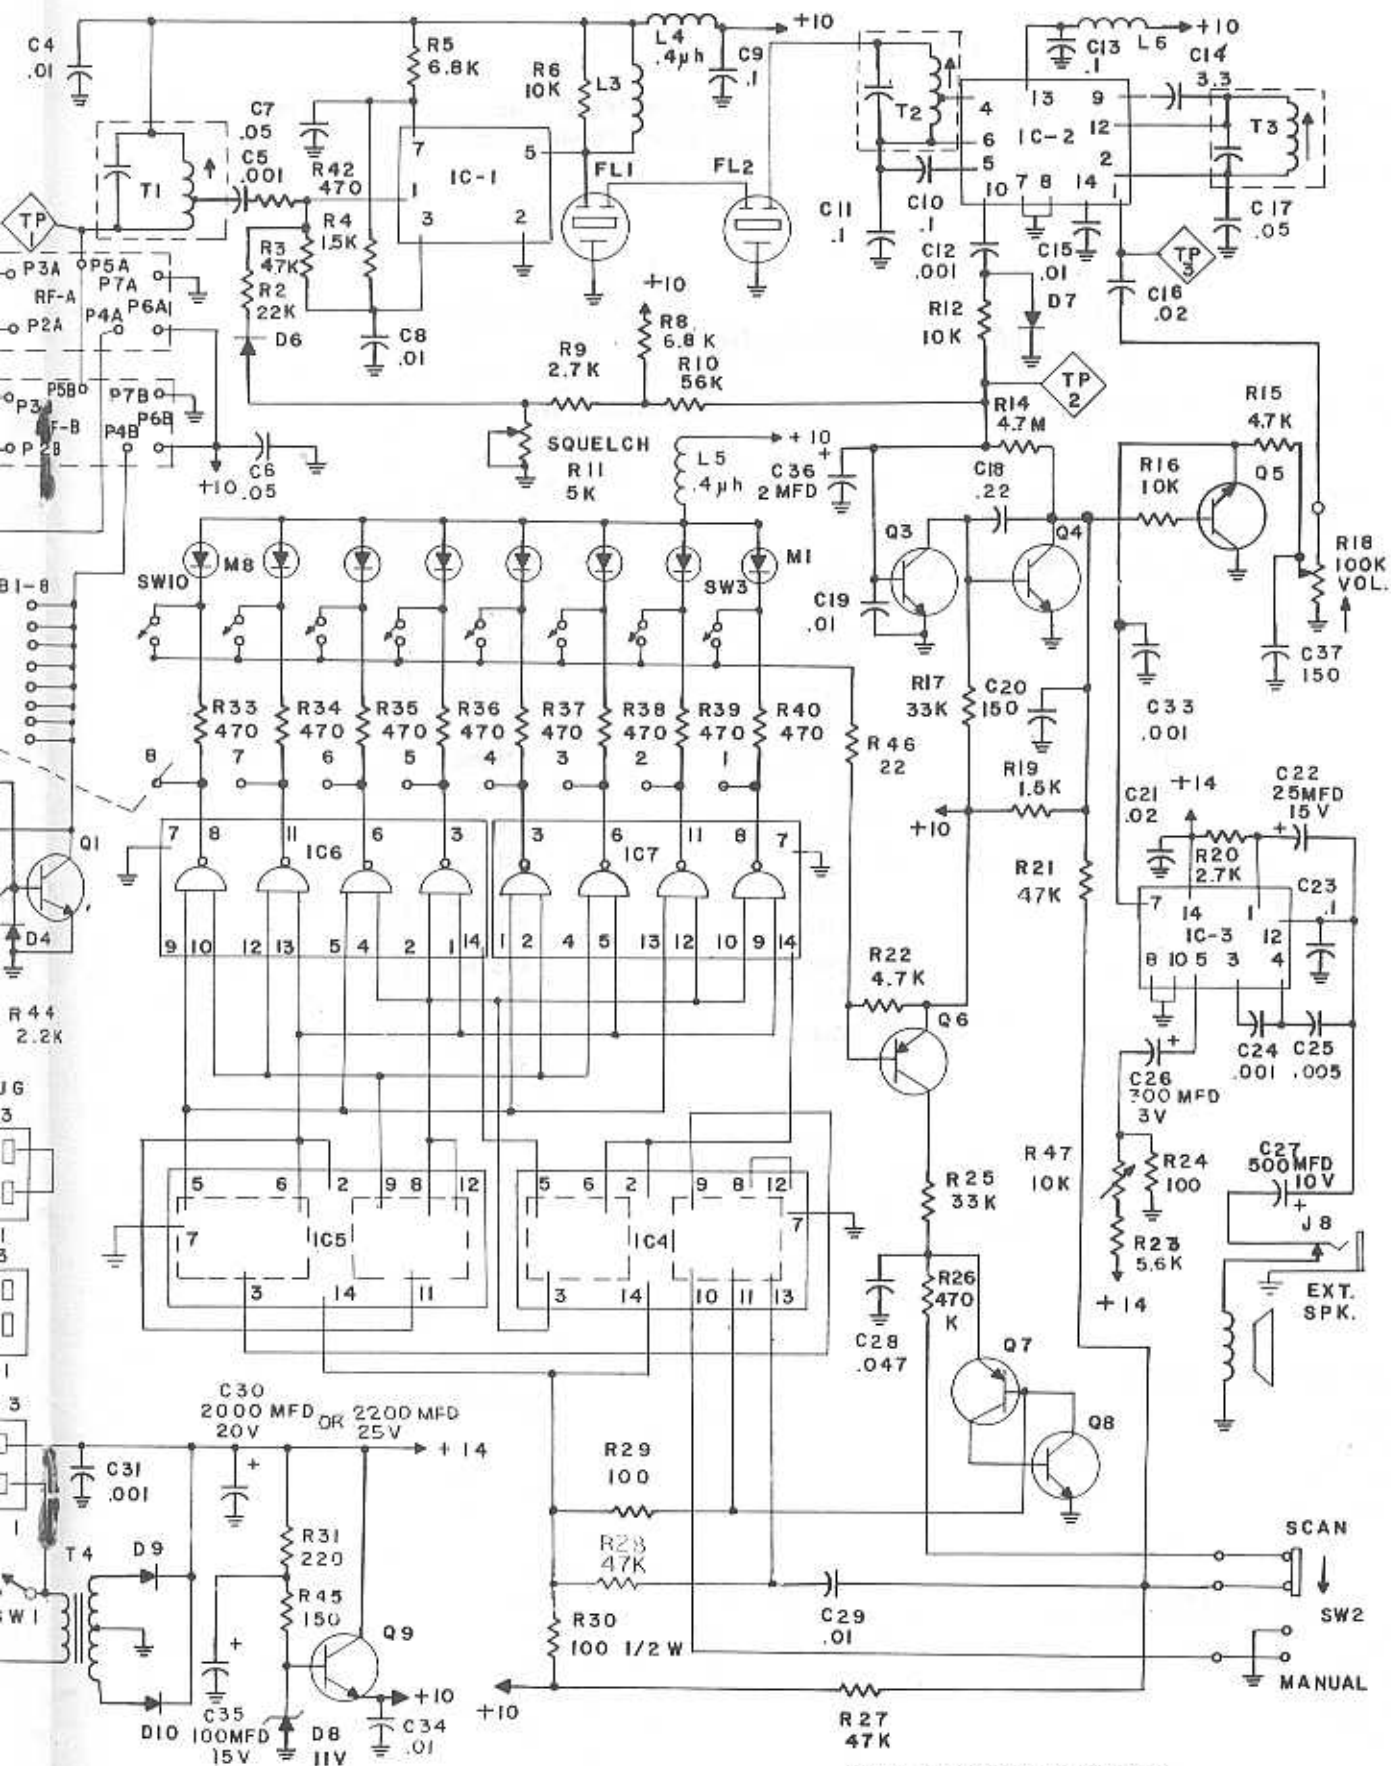 C4
.01
R5
6.8K
R6
10K
L3
L4
.4µh
+10
C9
.1
C13
.1
L6
+10
C14
3.3
T1
C7
.05
C5
.001
R42
470
7
1
3
5
2
IC-1
R4
1.5K
R3
47K
R2
22K
D6
C8
.01
FL1
FL2
T2
4
6
5
10
13
IC-2
7 8
14
1
9
12
2
T3
C11
.1
C10
.1
C12
.001
C15
.01
C17
.05
TP
1
TP
3
C16
.02
D7
P3A
P5A
P7A
RF-A
P4A
P6A
P2A
P5B
P7B
P3
F-B
P4B
P6B
P2B
+10
C6
.05
+10
R8
6.8K
R9
2.7K
R10
56K
R12
10K
TP
2
SQUELCH
R11
5K
L5
.4µh
+10
C36
2 MFD
+
R14
4.7M
C18
.22
R15
4.7K
R16
10K
Q5
Q3
Q4
R18
100K
VOL.
SW10
M8
SW3
M1
B1-8
C19
.01
R17
33K
C20
150
C33
.001
C37
150
R33
470
R34
470
R35
470
R36
470
R37
470
R38
470
R39
470
R40
470
R46
22
8
7
6
5
4
3
2
1
R19
1.5K
+10
C21
.02
+14
C22
25MFD
15V
+
R20
2.7K
C23
.1
Q1
D4
7
8
11
IC6
6
3
3
6
IC7
11
8
7
9 10
12 13
5 4
2 1
14
1 2
4 5
13 12
10 9
14
R21
47K
7
14
1
IC-3
12
8 10 5
3
4
R22
4.7K
Q6
R44
2.2K
C24
.001
C25
.005
C26
300 MFD
3V
+
UG
3
5
6
2
9
8
12
7
IC5
3
14
11
5
6
2
9
8
12
7
IC4
3
14
10
11
13
R25
33K
R47
10K
R24
100
R23
5.6K
+14
C27
500MFD
10V
+
J8
EXT.
SPK.
R26
470
K
C28
.047
Q7
Q8
C30
2000 MFD OR 2200 MFD
20V
25V
+
+14
C31
.001
R29
100
R28
47K
R31
220
R45
150
T4
D9
SW1
Q9
R30
100 1/2 W
C29
.01
SCAN
SW2
MANUAL
D10
C35
100MFD
15V
+
D8
11V
+10
C34
.01
+10
R27
47K